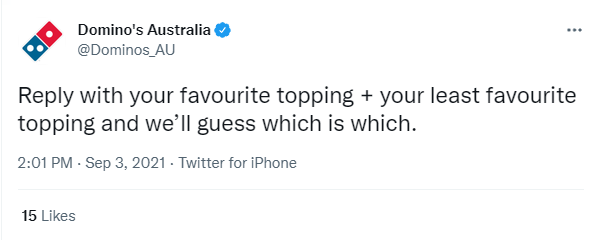 Domino's Australia
@Dominos_AU
Reply with your favourite topping + your least favourite
topping and we’ll guess which is which.
2:01 PM · Sep 3, 2021 · Twitter for iPhone
15 Likes